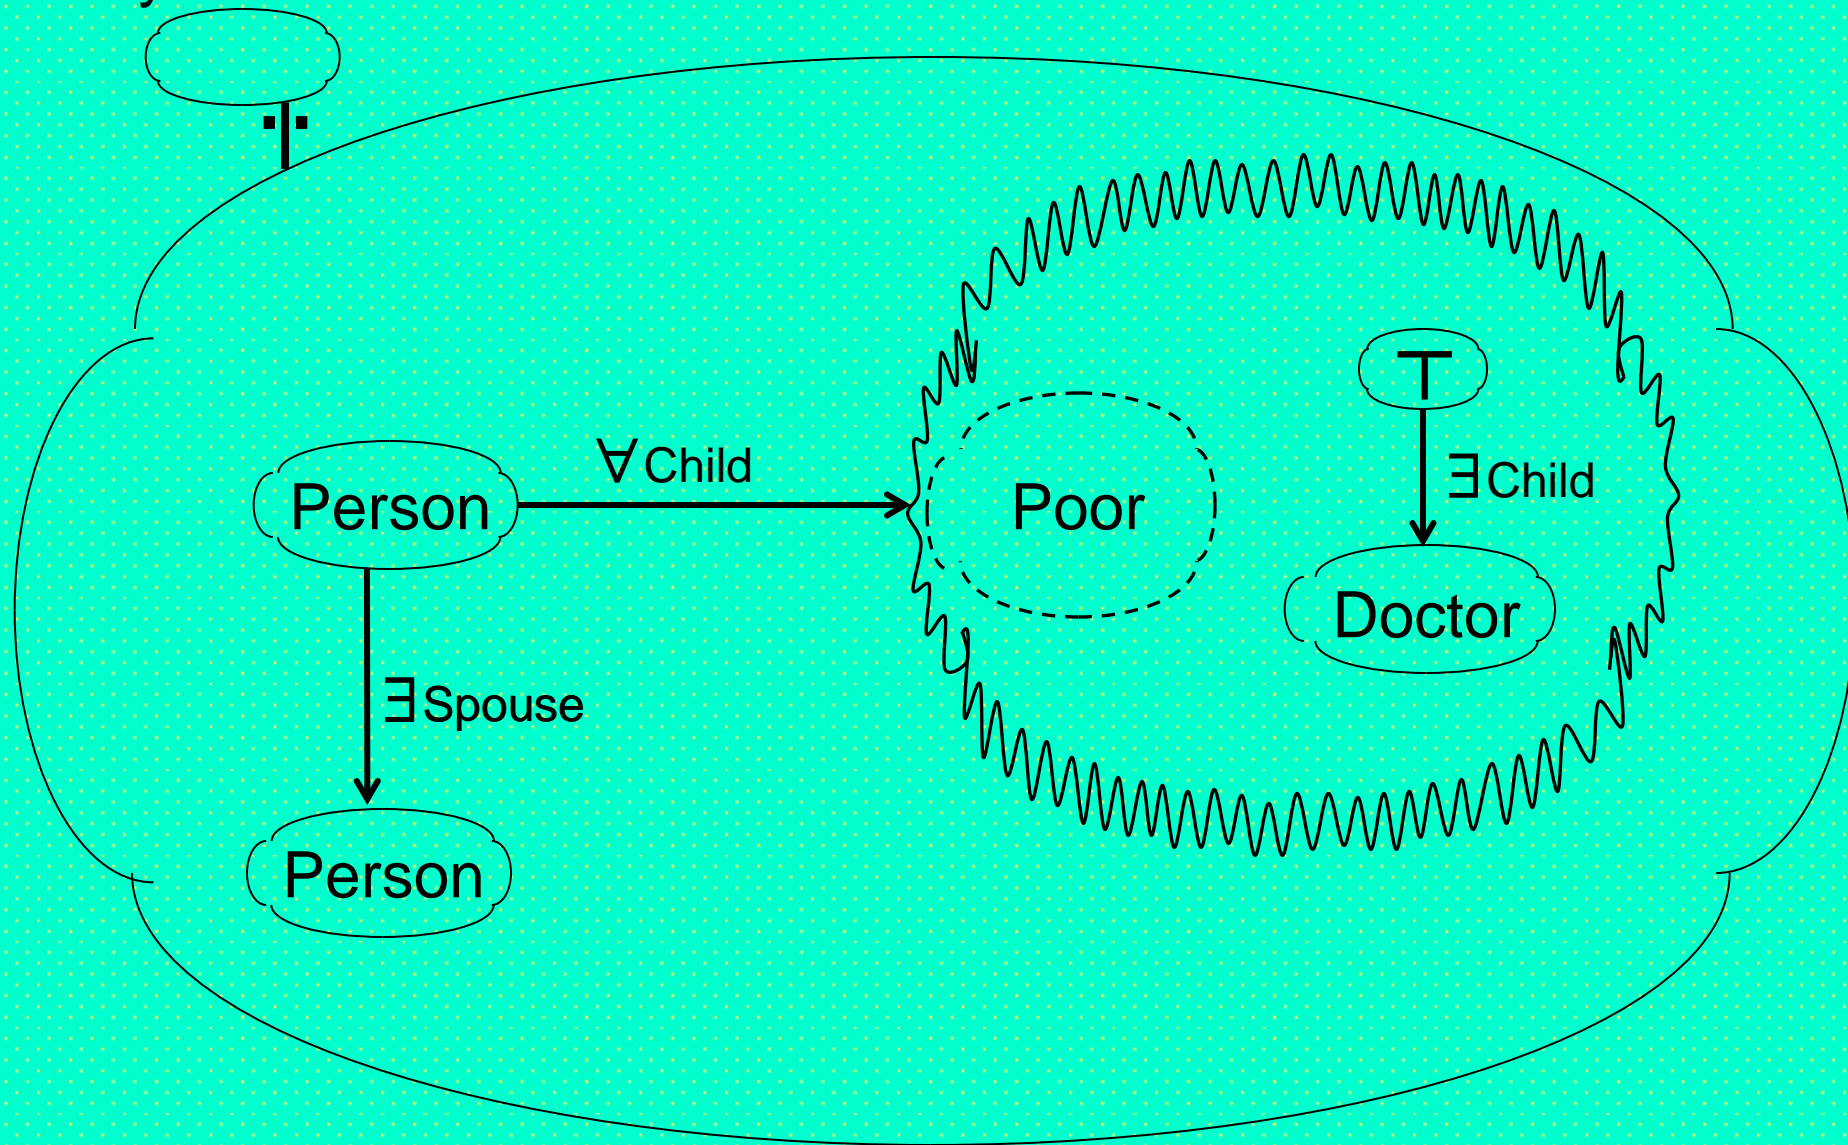 T
∀Child
∃Child
Person
Poor
Doctor
∃Spouse
Person